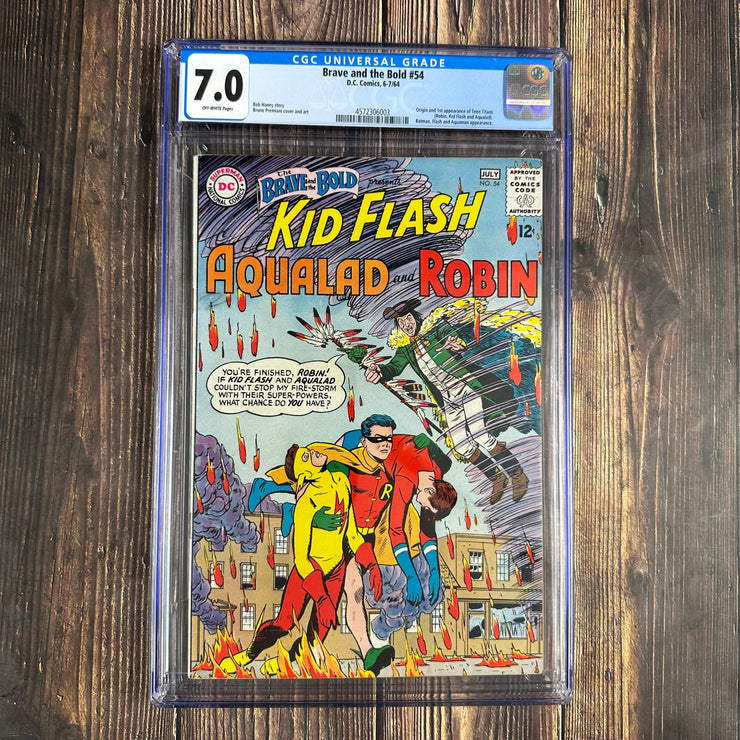 CGC UNIVERSAL GRADE
7.0
OFF-WHITE Pages
Brave and the Bold #54
D.C. Comics, 6-7/64
Bob Haney story
Bruno Premiani cover and art
4572306003
Origin and 1st appearance of Teen Titans
(Robin, Kid Flash and Aqualad).
Batman, Flash and Aquaman appearance.
CGC
SUPERMAN
DC
NATIONAL COMICS
The BRAVE and the BOLD presents
JULY
NO. 54
APPROVED
BY THE
COMICS
CODE
AUTHORITY
12¢
KID FLASH
AQUALAD and ROBIN
YOU'RE FINISHED, ROBIN! IF
KID FLASH AND AQUALAD
COULDN'T STOP MY FIRE-STORM
WITH THEIR SUPER-POWERS,
WHAT CHANCE DO YOU HAVE?
R